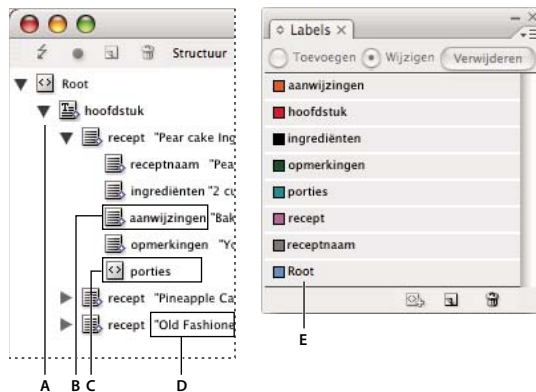 Structuur
Root
hoofdstuk
recept "Pear cake Ing
receptnaam "Pea
ingrediënten "2 cu
aanwijzingen "Bak
opmerkingen "Yo
porties
recept "Pineapple Ca
recept "Old Fashione
A B C D
Labels
Toevoegen Wijzigen Verwijderen
aanwijzingen
hoofdstuk
ingrediënten
opmerkingen
porties
recept
receptnaam
Root
E